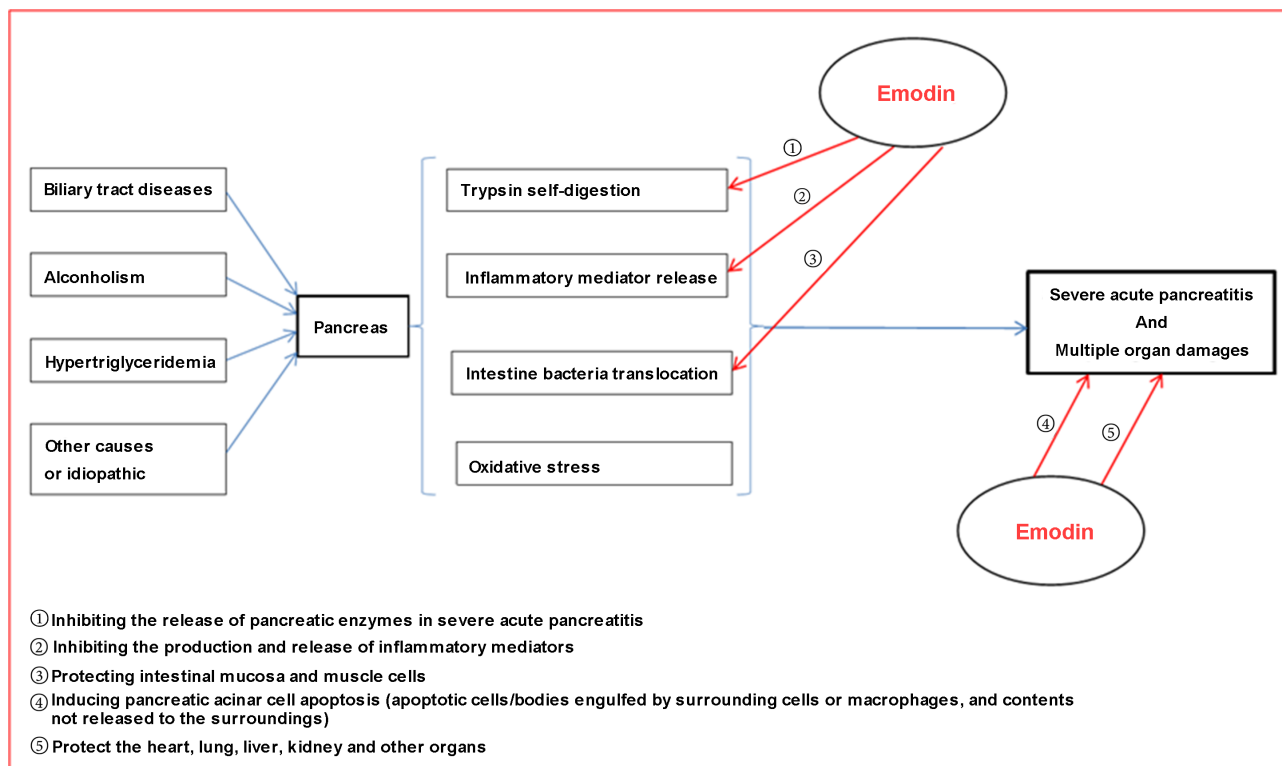 Emodin
①
②
③
Biliary tract diseases
Alconholism
Hypertriglyceridemia
Other causes
or idiopathic
Pancreas
Trypsin self-digestion
Inflammatory mediator release
Intestine bacteria translocation
Oxidative stress
Severe acute pancreatitis
And
Multiple organ damages
④
⑤
Emodin
①Inhibiting the release of pancreatic enzymes in severe acute pancreatitis
② Inhibiting the production and release of inflammatory mediators
③ Protecting intestinal mucosa and muscle cells
④ Inducing pancreatic acinar cell apoptosis (apoptotic cells/bodies engulfed by surrounding cells or macrophages, and contents
not released to the surroundings)
⑤ Protect the heart, lung, liver, kidney and other organs